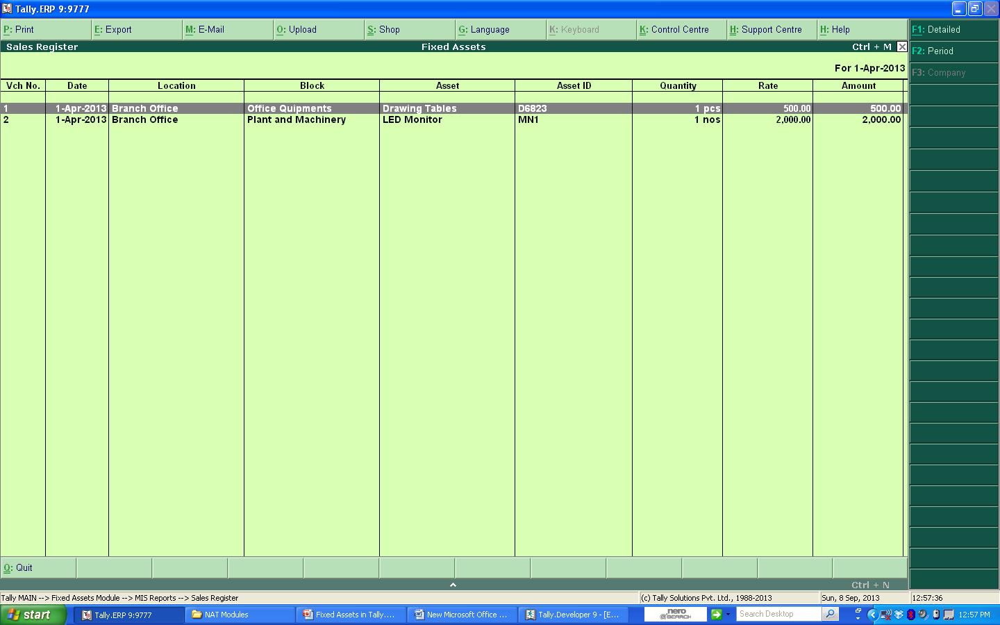 Tally.ERP 9:9777
P: Print E: Export M: E-Mail O: Upload S: Shop G: Language K: Keyboard K: Control Centre H: Support Centre H: Help F1: Detailed
Sales Register Fixed Assets Ctrl + M
F2: Period
For 1-Apr-2013
F3: Company
Vch No. Date Location Block Asset Asset ID Quantity Rate Amount
1 1-Apr-2013 Branch Office Office Quipments Drawing Tables D6823 1 pcs 500.00 500.00
2 1-Apr-2013 Branch Office Plant and Machinery LED Monitor MN1 1 nos 2,000.00 2,000.00
Q: Quit
Ctrl + N
Tally MAIN --> Fixed Assets Module --> MIS Reports --> Sales Register (c) Tally Solutions Pvt. Ltd., 1988-2013 Sun, 8 Sep, 2013 12:57:36
start Tally.ERP 9:9777 NAT Modules Fixed Assets in Tally.... New Microsoft Office ... Tally.Developer 9 - [E... nero SEARCH Search Desktop 12:57 PM